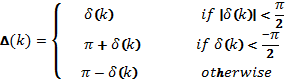 δ(k) if |δ(k)| < π/2
Δ(k) = { π + δ(k) if δ(k) < −π/2
π − δ(k) otherwise